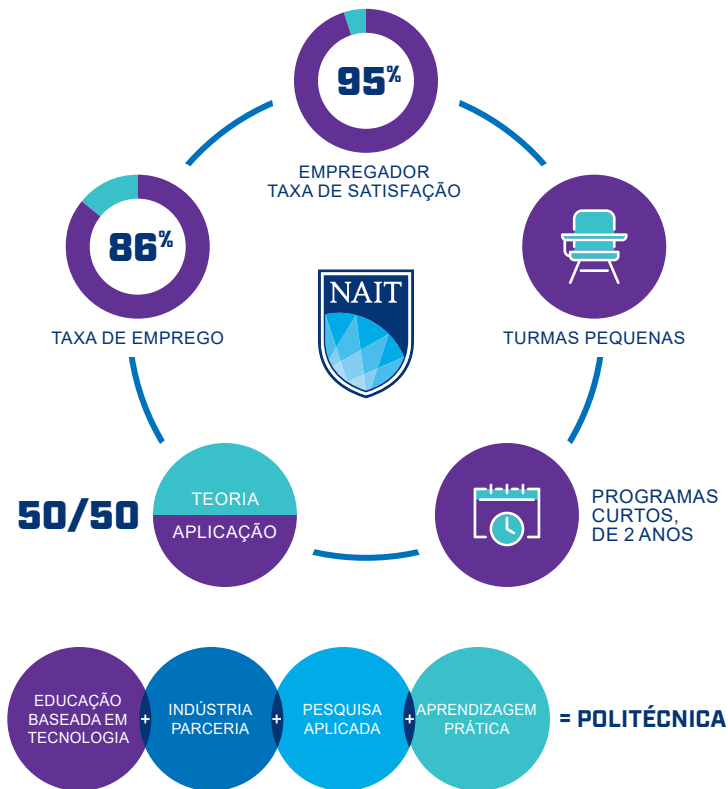 95%
EMPREGADOR
TAXA DE SATISFAÇÃO
86%
TAXA DE EMPREGO
NAIT
TURMAS PEQUENAS
50/50
TEORIA
APLICAÇÃO
PROGRAMAS
CURTOS,
DE 2 ANOS
EDUCAÇÃO
BASEADA EM
TECNOLOGIA
+
INDÚSTRIA
PARCERIA
+
PESQUISA
APLICADA
+
APRENDIZAGEM
PRÁTICA
= POLITÉCNICA